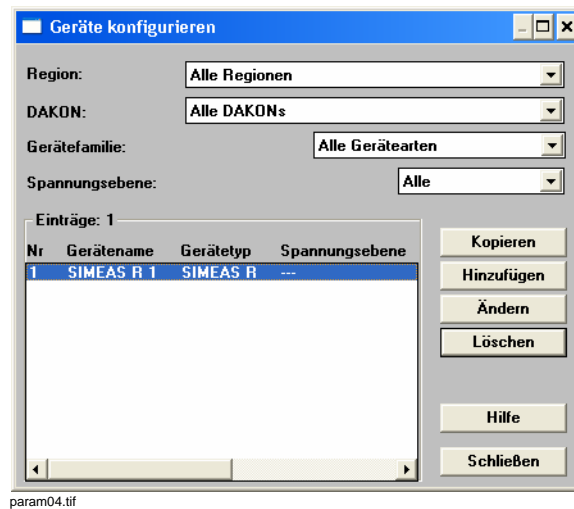 Geräte konfigurieren
Region: Alle Regionen
DAKON: Alle DAKONs
Gerätefamilie: Alle Gerätearten
Spannungsebene: Alle
Einträge: 1
Nr Gerätename Gerätetyp Spannungsebene
1 SIMEAS R 1 SIMEAS R ---
Kopieren
Hinzufügen
Ändern
Löschen
Hilfe
Schließen
param04.tif